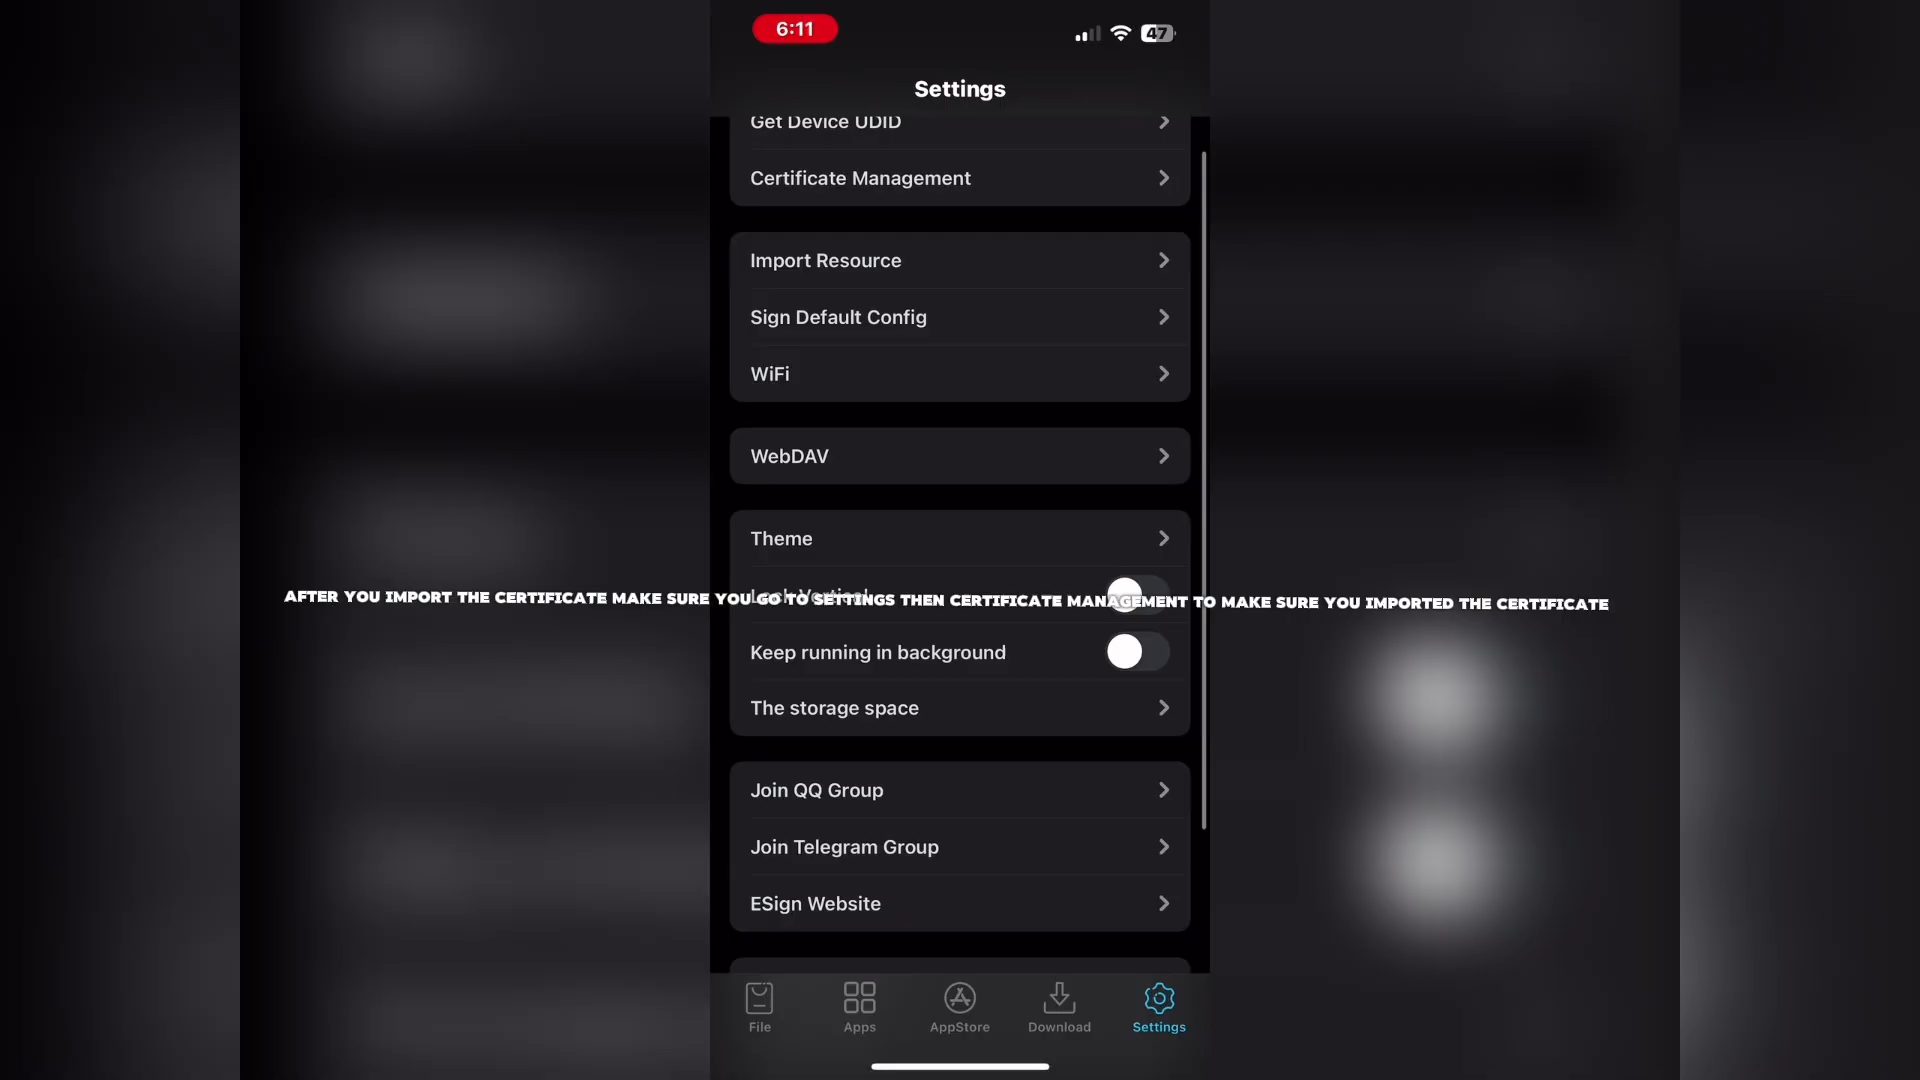 6:11
47
Settings
Get Device UDID
Certificate Management
Import Resource
Sign Default Config
WiFi
WebDAV
Theme
Lock Vertical
AFTER YOU IMPORT THE CERTIFICATE MAKE SURE YOU GO TO SETTINGS THEN CERTIFICATE MANAGEMENT TO MAKE SURE YOU IMPORTED THE CERTIFICATE
Keep running in background
The storage space
Join QQ Group
Join Telegram Group
ESign Website
File
Apps
AppStore
Download
Settings